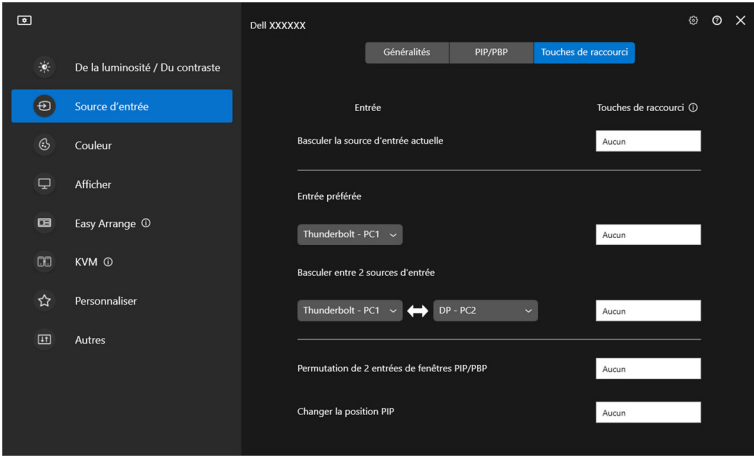 Dell XXXXXX
Généralités PIP/PBP Touches de raccourci
De la luminosité / Du contraste
Source d'entrée
Couleur
Afficher
Easy Arrange
KVM
Personnaliser
Autres
Entrée Touches de raccourci
Basculer la source d'entrée actuelle Aucun
Entrée préférée
Thunderbolt - PC1 Aucun
Basculer entre 2 sources d'entrée
Thunderbolt - PC1 DP - PC2 Aucun
Permutation de 2 entrées de fenêtres PIP/PBP Aucun
Changer la position PIP Aucun